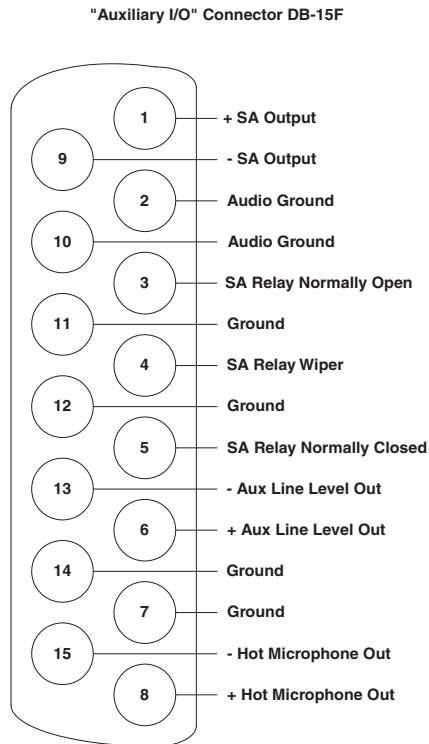 "Auxiliary I/O" Connector DB-15F
1 + SA Output
9 - SA Output
2 Audio Ground
10 Audio Ground
3 SA Relay Normally Open
11 Ground
4 SA Relay Wiper
12 Ground
5 SA Relay Normally Closed
13 - Aux Line Level Out
6 + Aux Line Level Out
14 Ground
7 Ground
15 - Hot Microphone Out
8 + Hot Microphone Out